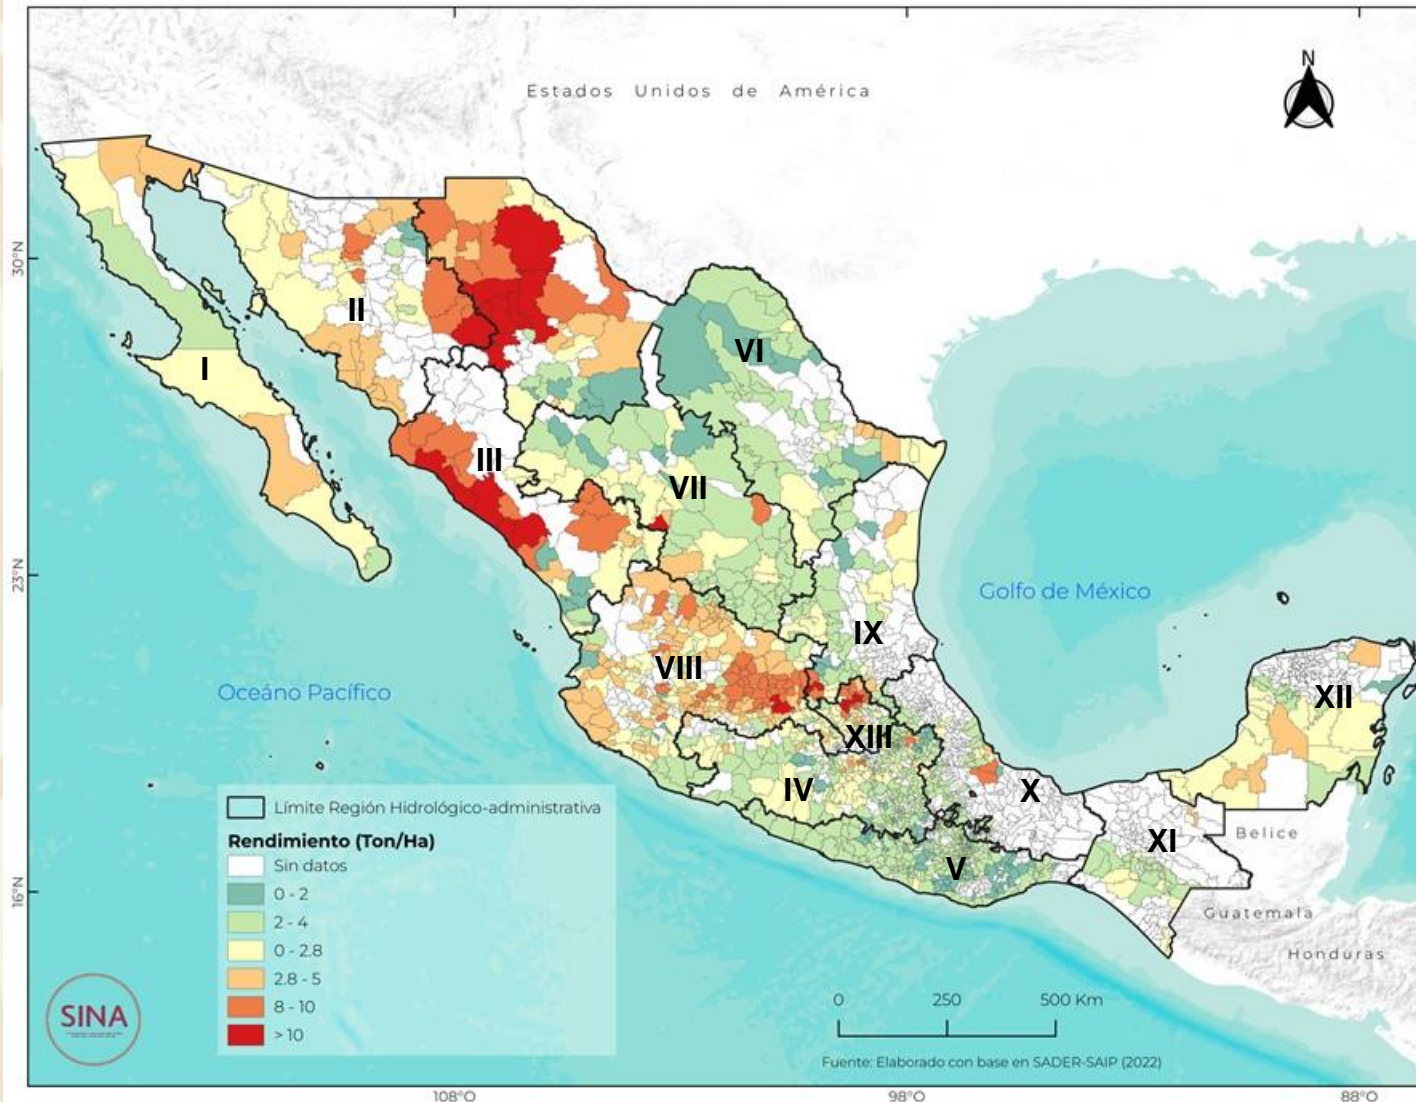 N
Estados Unidos de América
30°N
II
VI
I
III
VII
23°N
Golfo de México
IX
VIII
Oceáno Pacífico
XII
XIII
IV
X
Límite Región Hidrológico-administrativa
Rendimiento (Ton/Ha)
Sin datos
0 - 2
2 - 4
0 - 2.8
2.8 - 5
8 - 10
> 10
Belice
XI
V
16°N
Guatemala
Honduras
SINA
0 250 500 Km
Fuente: Elaborado con base en SADER-SAIP (2022)
108°O 98°O 88°O